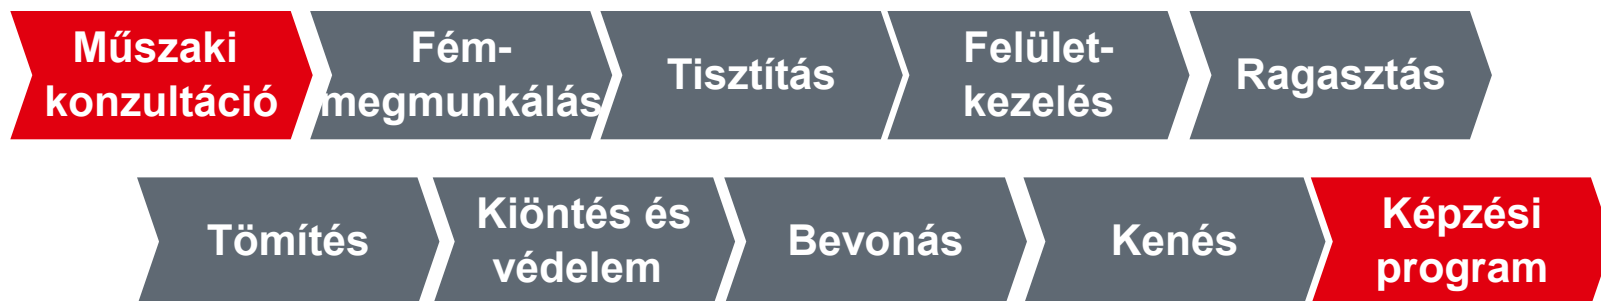 Műszaki
konzultáció
Fém-
megmunkálás
Tisztítás
Felület-
kezelés
Ragasztás
Tömítés
Kiöntés és
védelem
Bevonás
Kenés
Képzési
program